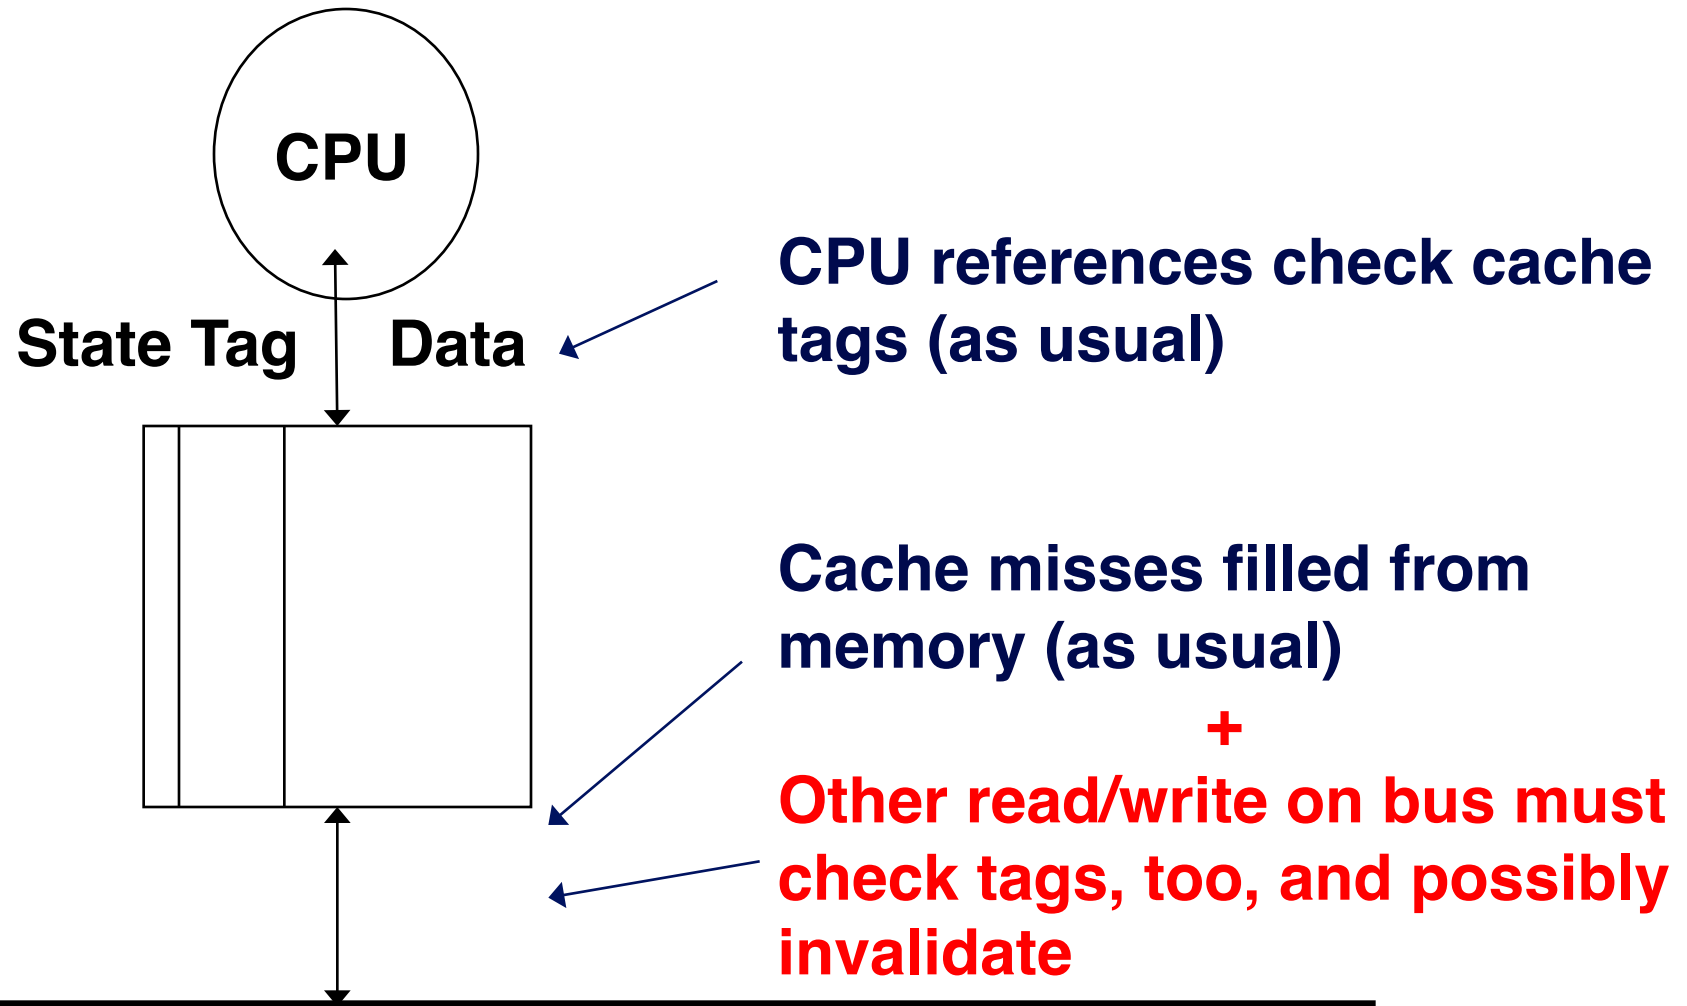 CPU
CPU references check cache
tags (as usual)
State Tag Data
Cache misses filled from
memory (as usual)
+
Other read/write on bus must
check tags, too, and possibly
invalidate